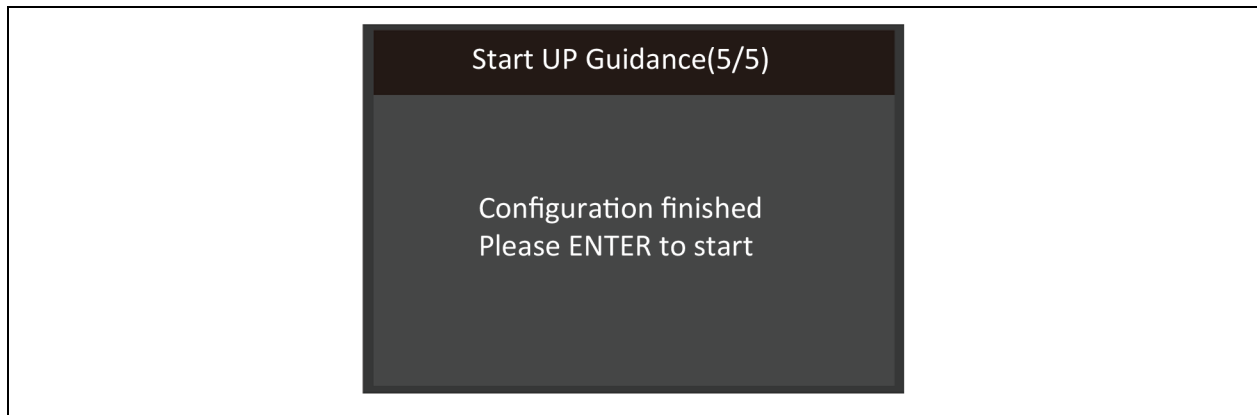 Start UP Guidance(5/5)
Configuration finished
Please ENTER to start